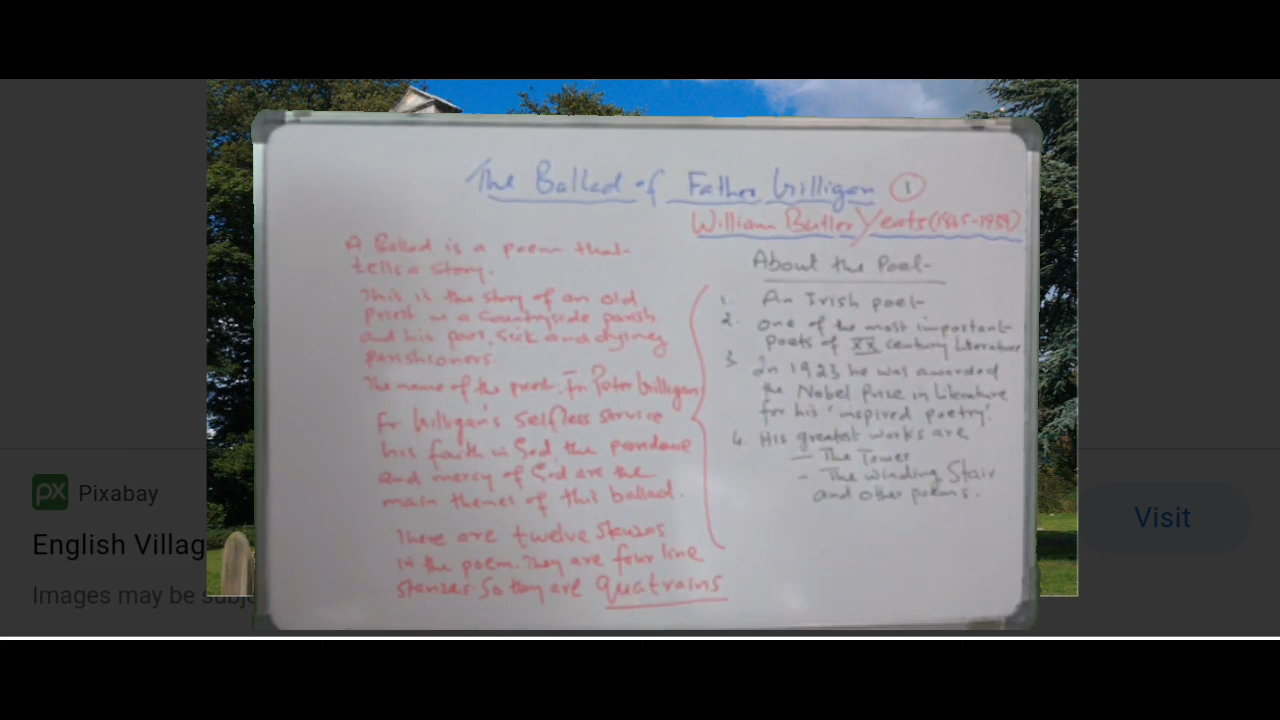 The Ballad of Father Gilligan 1
William Butler Yeats (1865-1939)
A Ballad is a poem that
tells a story.
This is the story of an old
priest in a Countryside parish
and his poor, sick and dying
parishioners.
The name of the priest: Fr Peter Gilligan
Fr Gilligan's selfless service
his faith in God, the
and mercy of God are the
main themes of this ballad.
There are twelve stanzas
in the poem. They are four line
stanzas. So they are quatrains
About the Poet
1. An Irish poet
2. One of the most important
poets of XX century Literature
3. In 1923 he was awarded
the Nobel Prize in Literature
for his 'inspired poetry'.
4. His greatest works are
- The Tower
- The Winding Stair
and other poems.
Pixabay
English Villag
Images may be subje
Visit